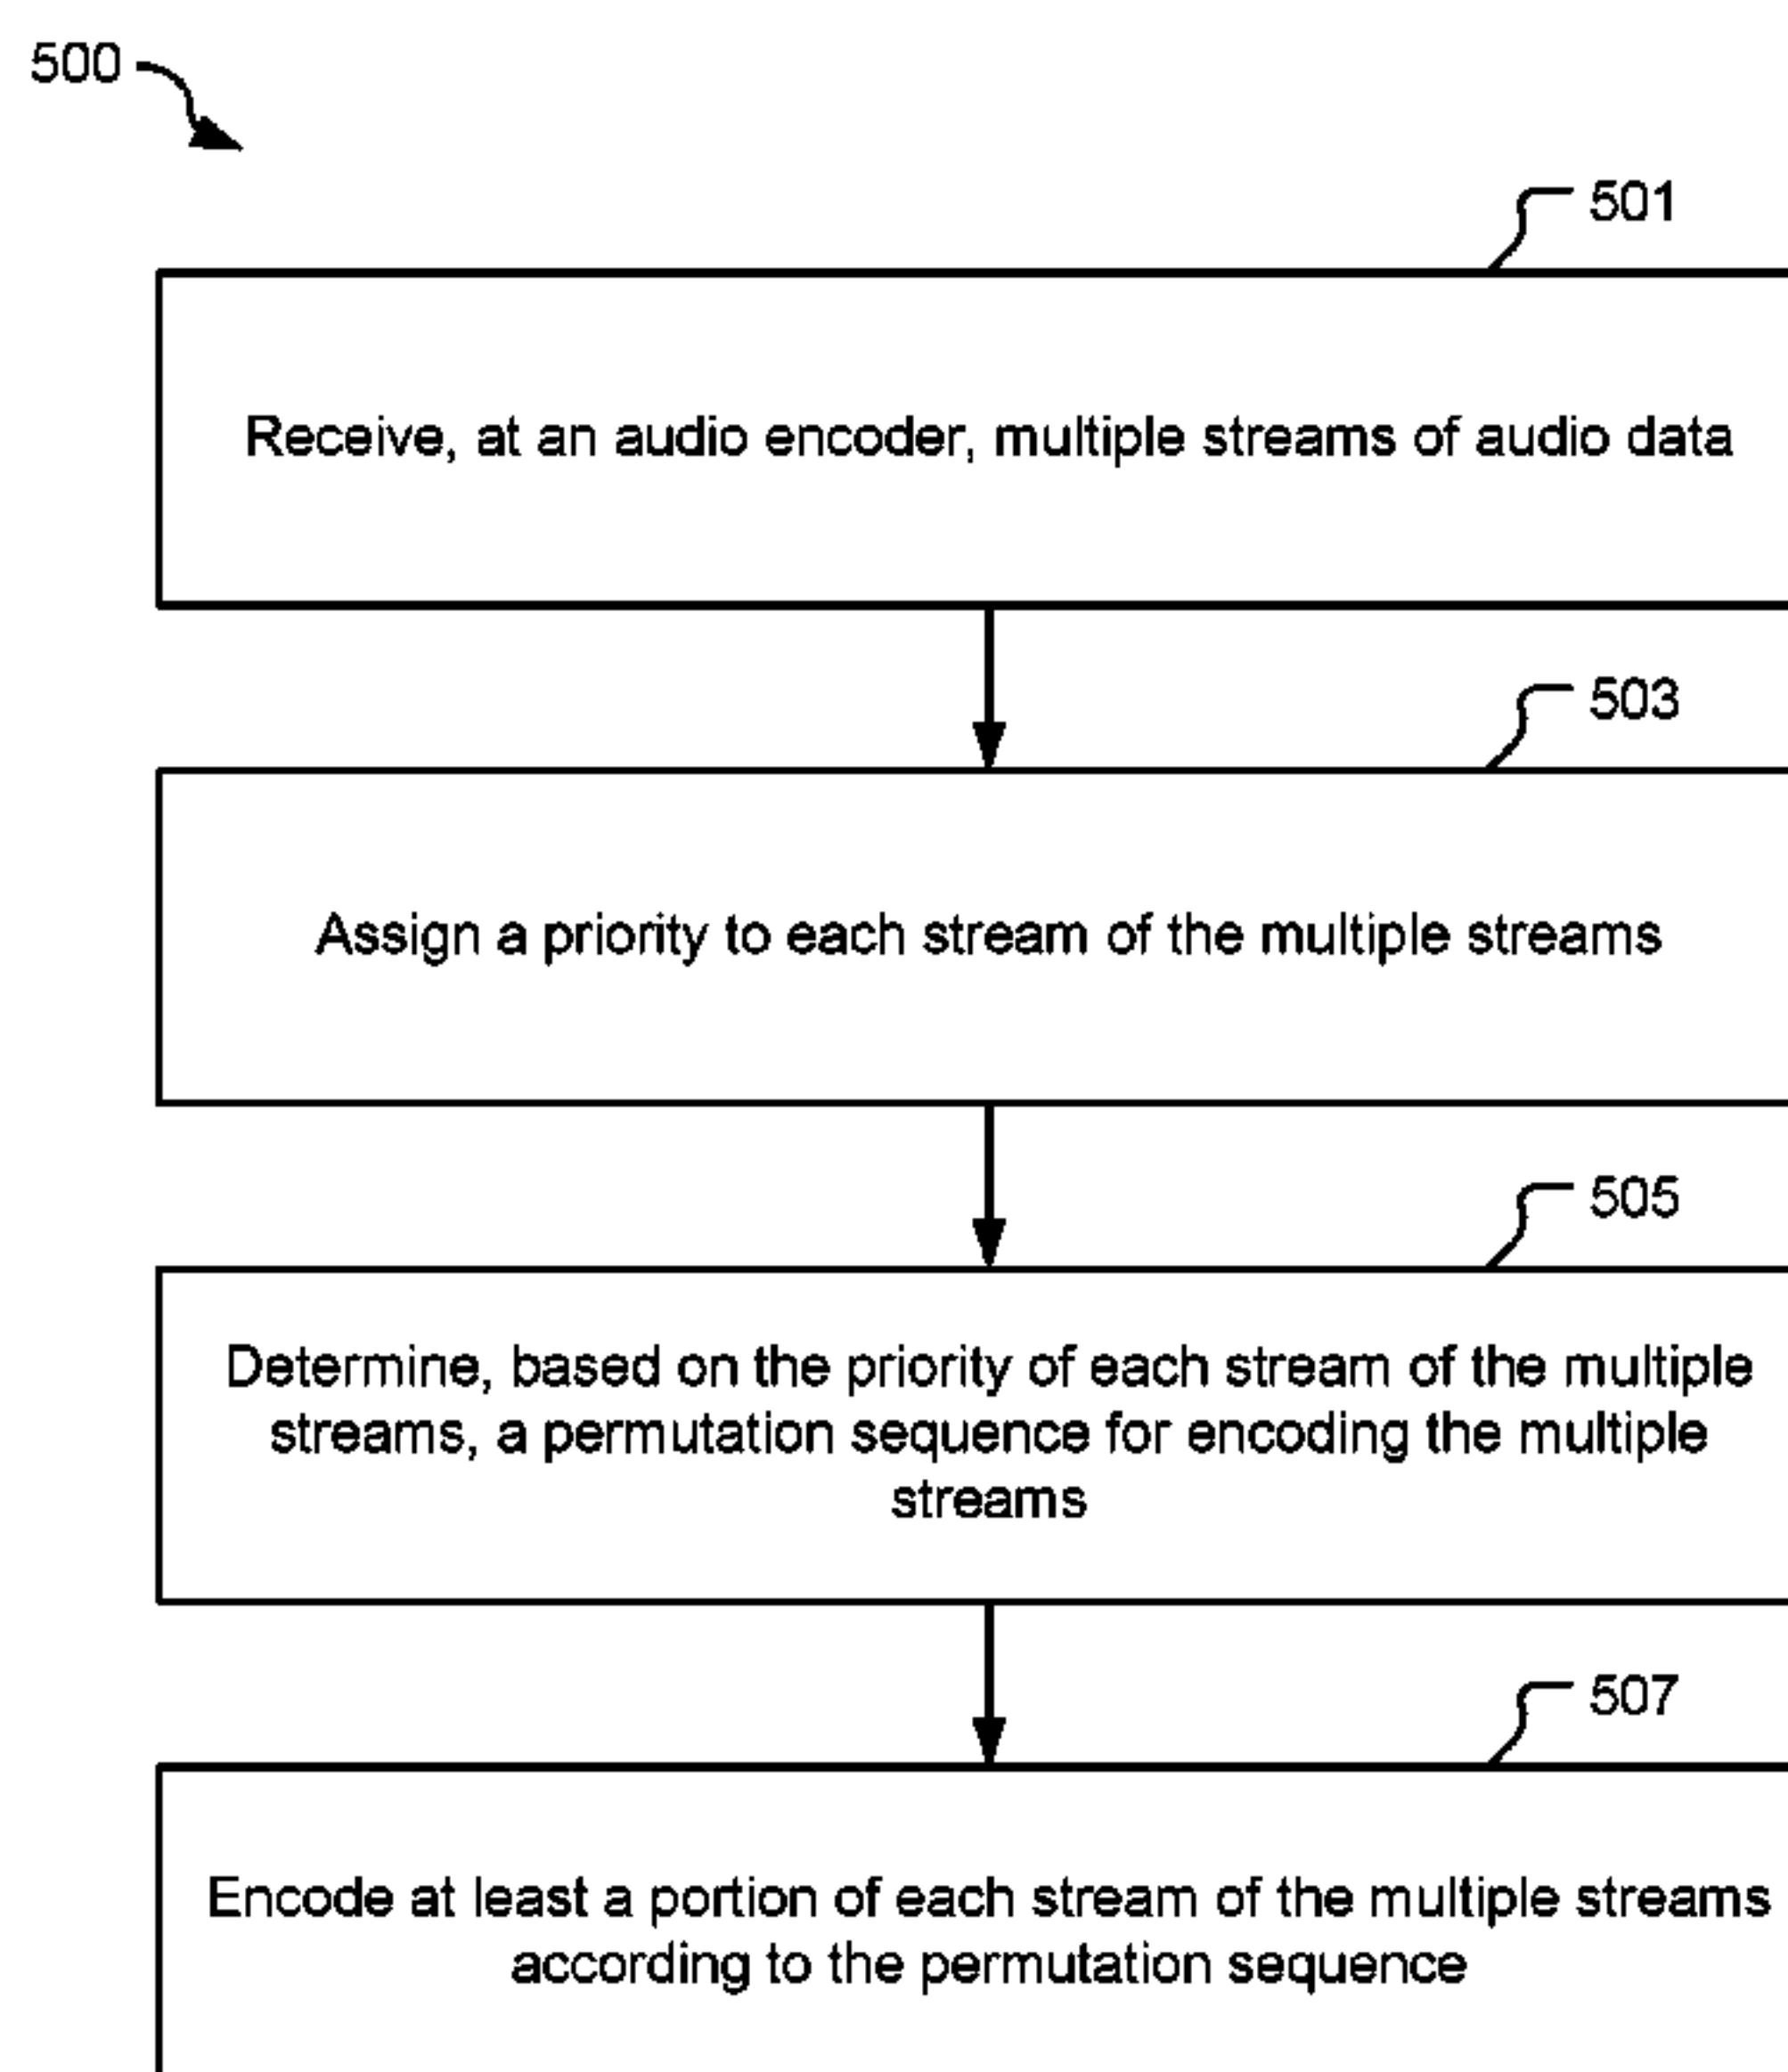 500
501
Receive, at an audio encoder, multiple streams of audio data
503
Assign a priority to each stream of the multiple streams
505
Determine, based on the priority of each stream of the multiple
streams, a permutation sequence for encoding the multiple
streams
507
Encode at least a portion of each stream of the multiple streams
according to the permutation sequence